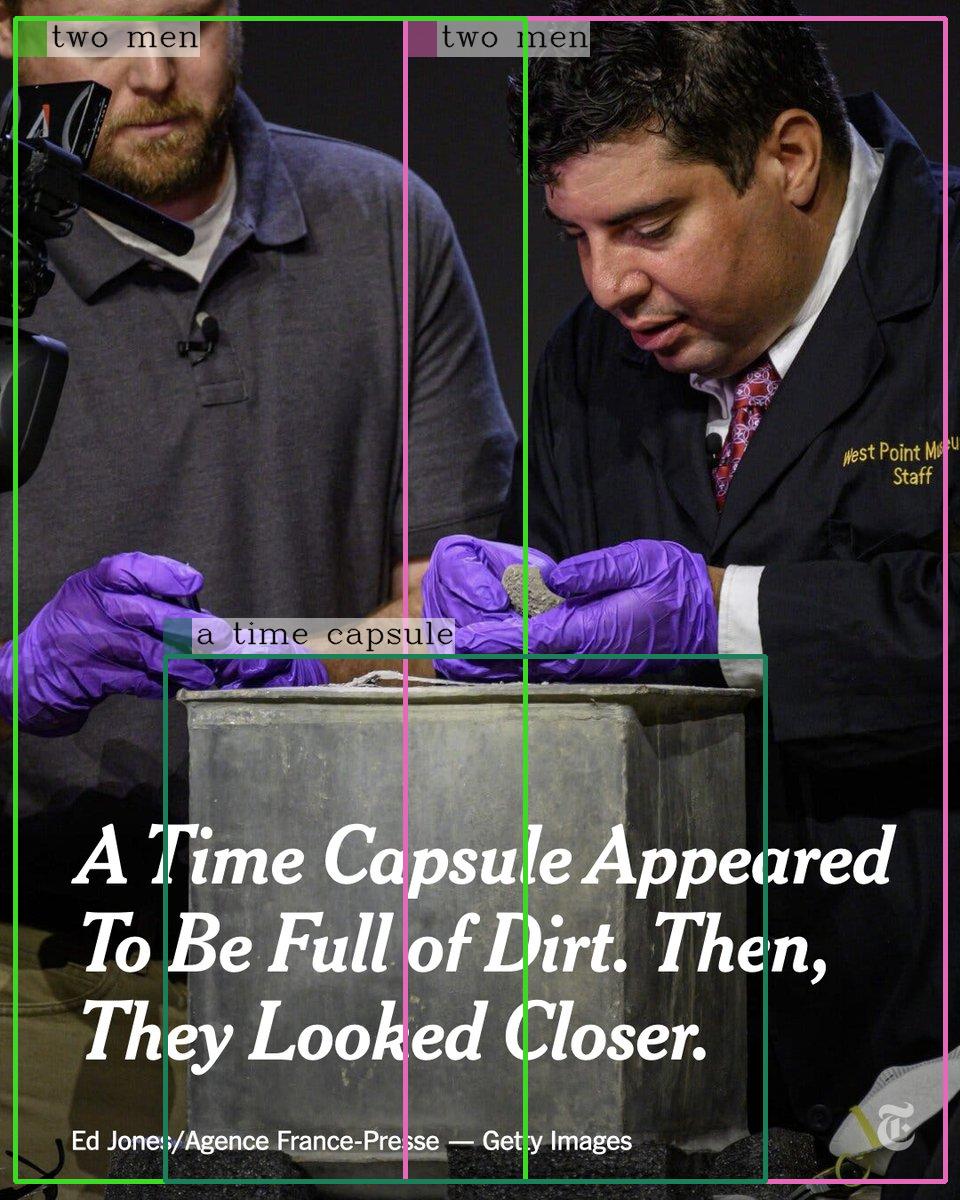 two men
two men
West Point Museu
Staff
a time capsule
A Time Capsule Appeared
To Be Full of Dirt. Then,
They Looked Closer.
Ed Jones/Agence France-Presse — Getty Images
T